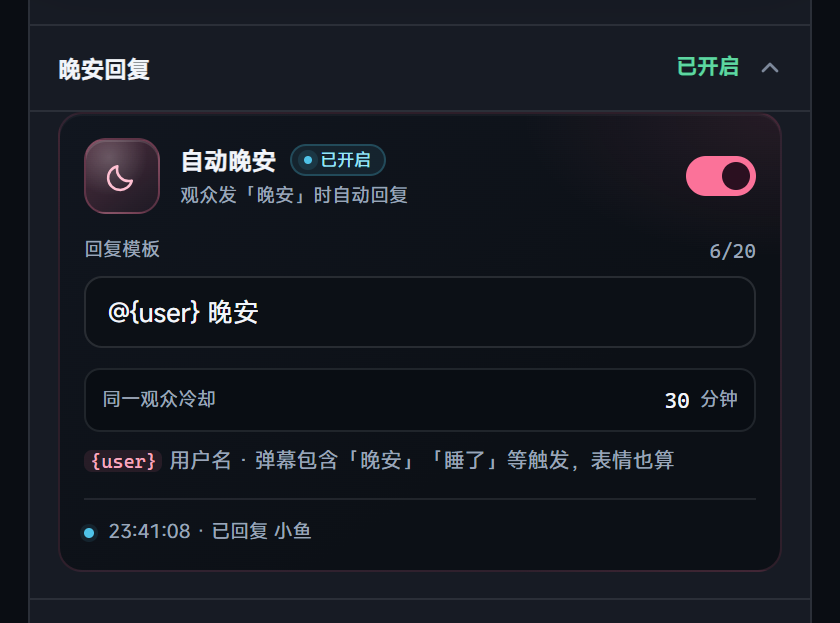 晚安回复 已开启
自动晚安 已开启
观众发「晚安」时自动回复
回复模板 6/20
@{user} 晚安
同一观众冷却 30 分钟
{user} 用户名 · 弹幕包含「晚安」「睡了」等触发，表情也算
23:41:08 · 已回复 小鱼